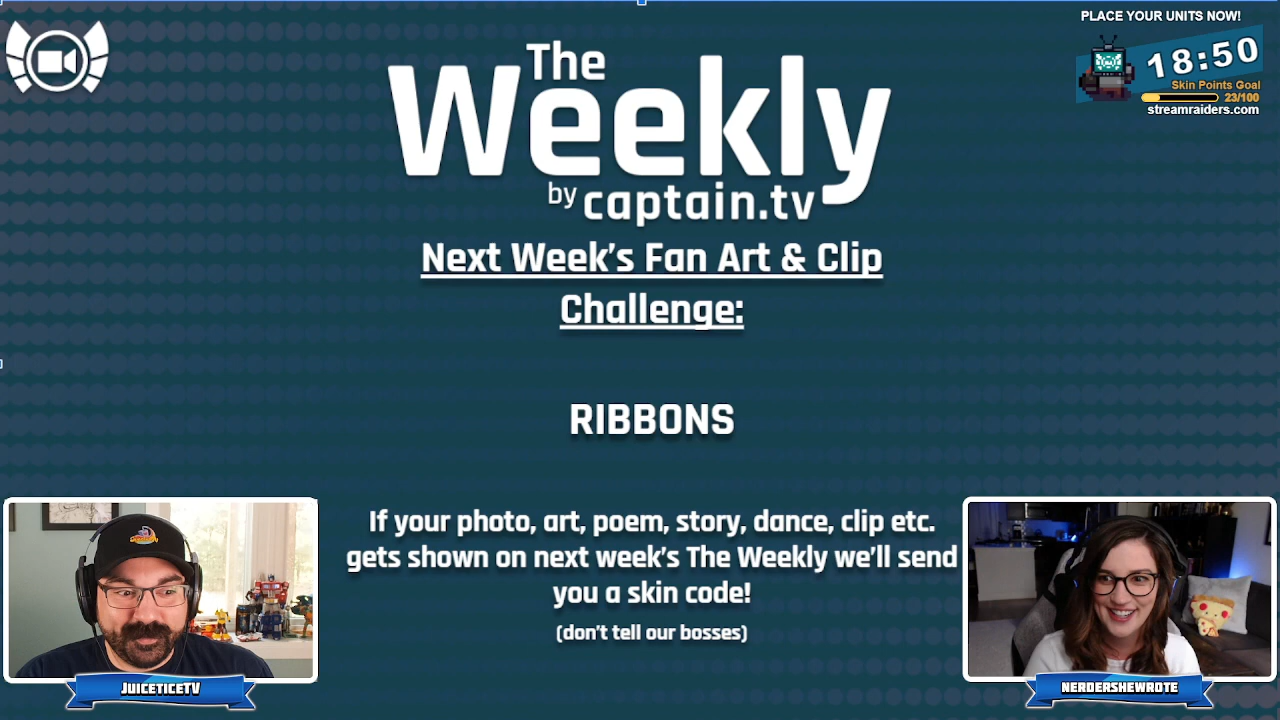 PLACE YOUR UNITS NOW!
18:50
Skin Points Goal
23/100
streamraiders.com
The
Weekly
by captain.tv
Next Week's Fan Art & Clip
Challenge:
RIBBONS
If your photo, art, poem, story, dance, clip etc.
gets shown on next week's The Weekly we'll send
you a skin code!
(don't tell our bosses)
JUICETICETV
NERDERSHEWROTE